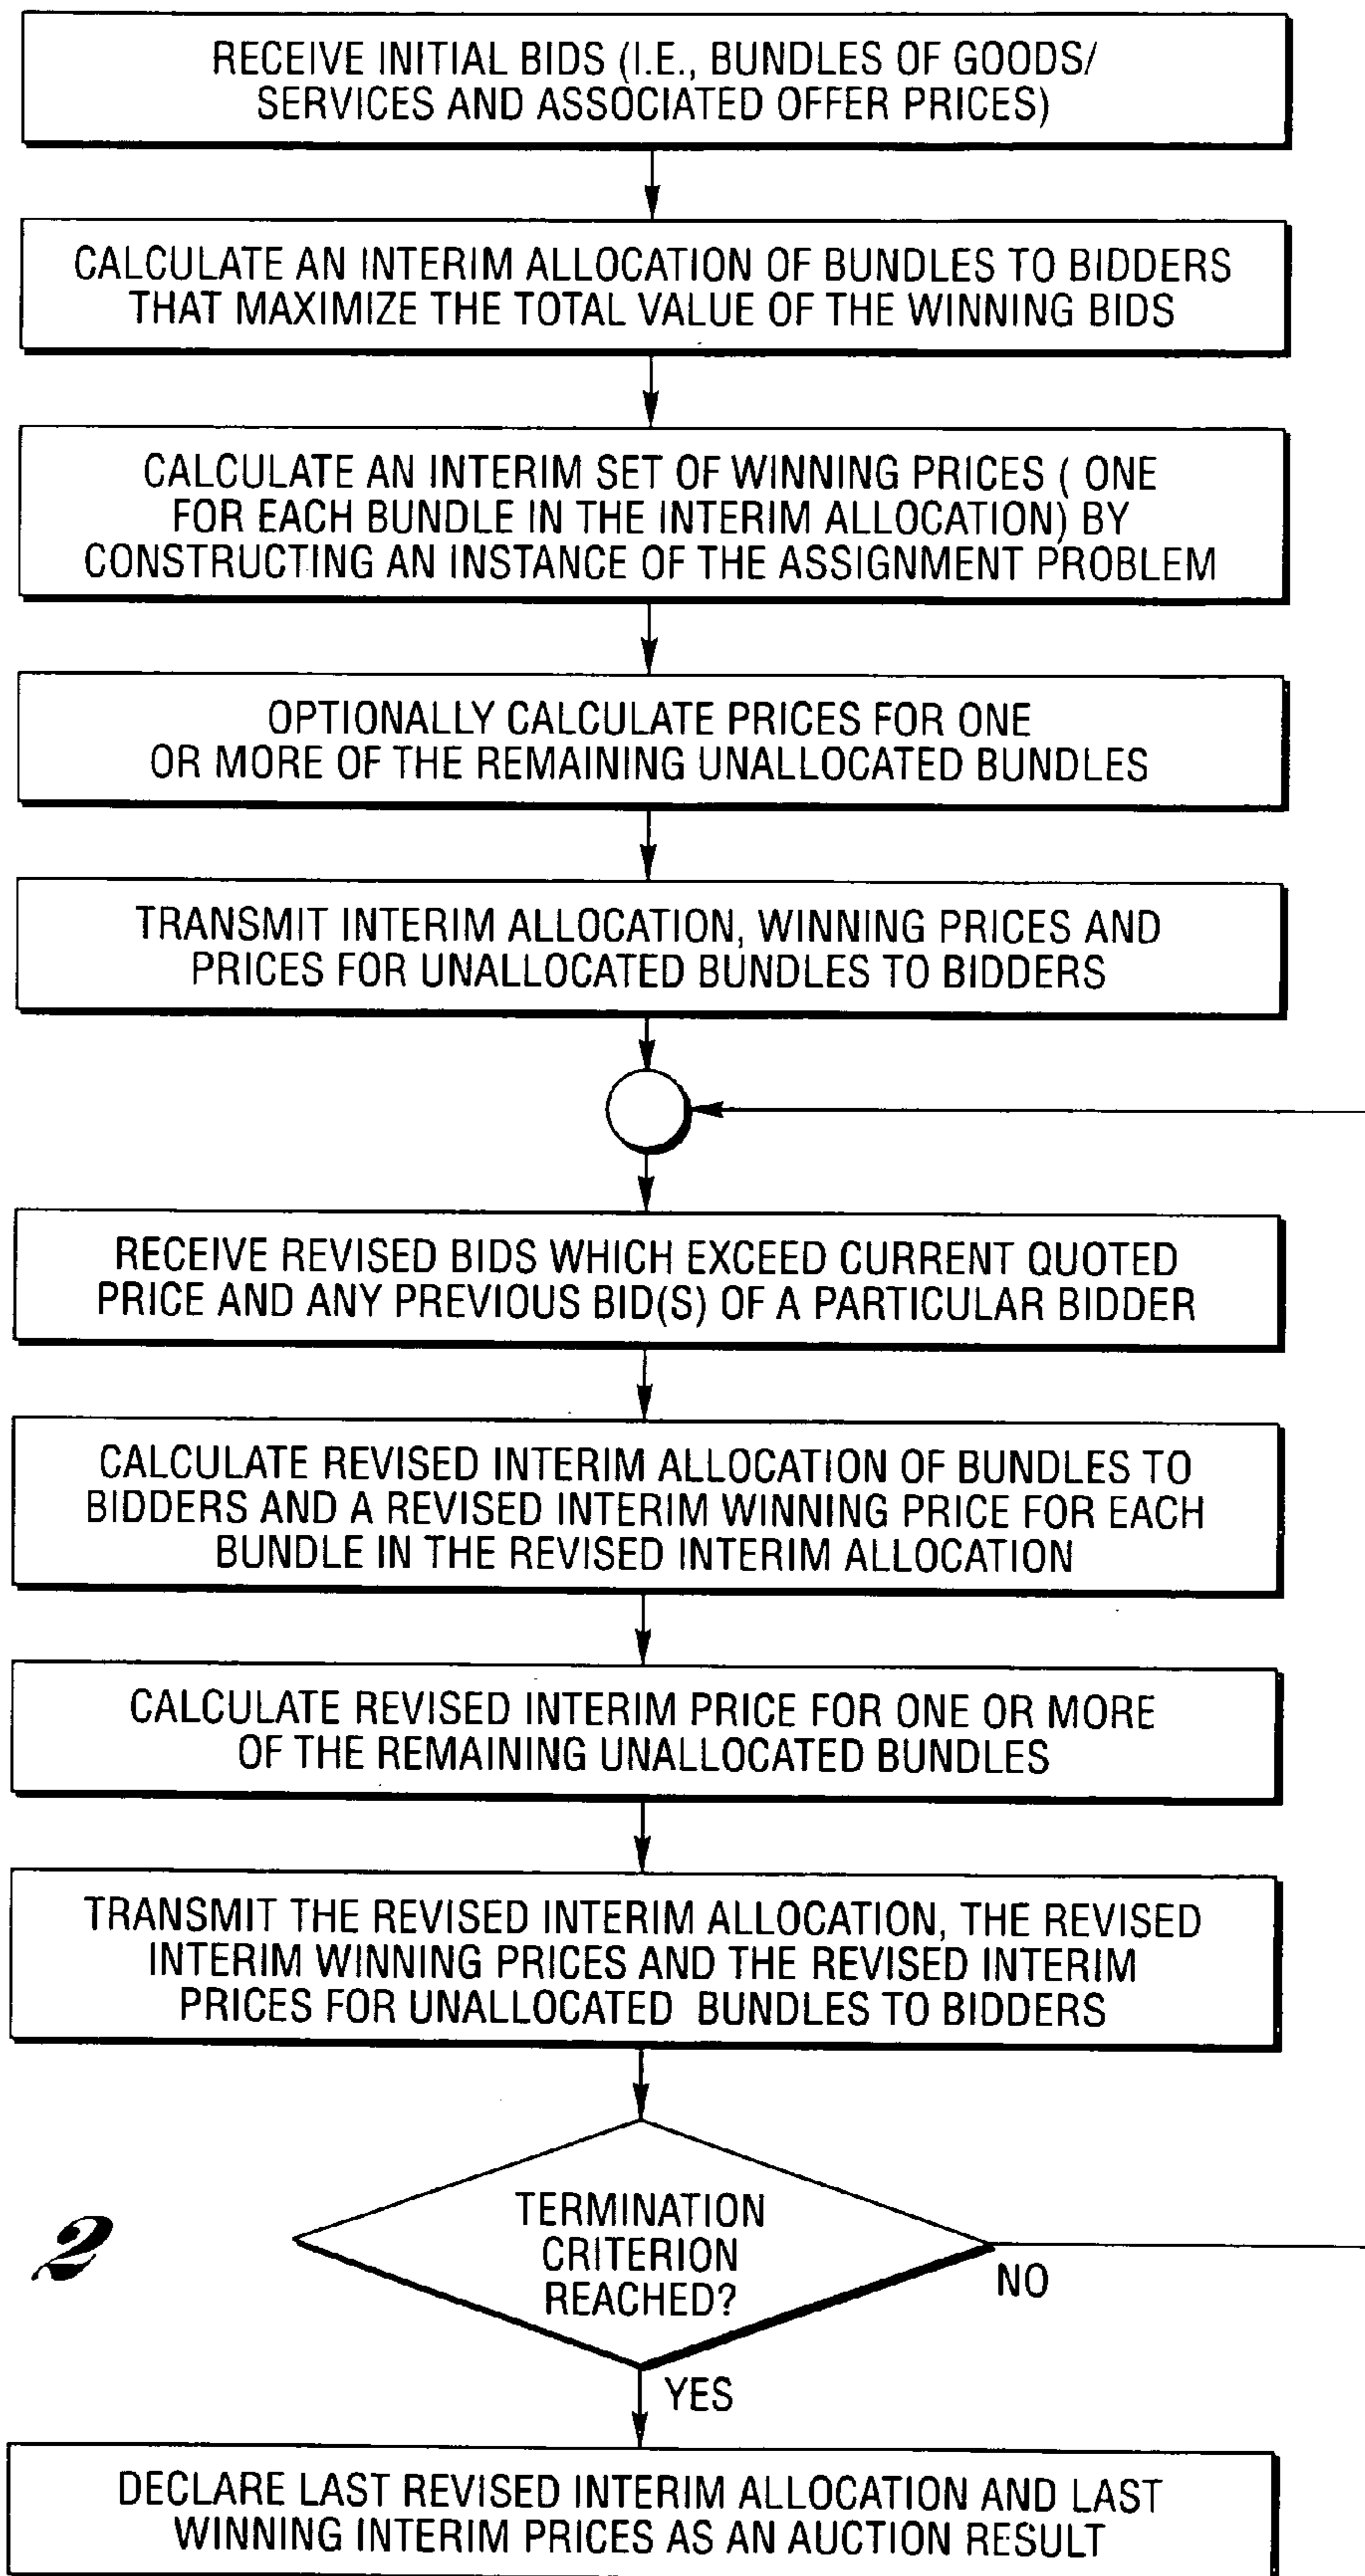 RECEIVE INITIAL BIDS (I.E., BUNDLES OF GOODS/
SERVICES AND ASSOCIATED OFFER PRICES)
CALCULATE AN INTERIM ALLOCATION OF BUNDLES TO BIDDERS
THAT MAXIMIZE THE TOTAL VALUE OF THE WINNING BIDS
CALCULATE AN INTERIM SET OF WINNING PRICES ( ONE
FOR EACH BUNDLE IN THE INTERIM ALLOCATION) BY
CONSTRUCTING AN INSTANCE OF THE ASSIGNMENT PROBLEM
OPTIONALLY CALCULATE PRICES FOR ONE
OR MORE OF THE REMAINING UNALLOCATED BUNDLES
TRANSMIT INTERIM ALLOCATION, WINNING PRICES AND
PRICES FOR UNALLOCATED BUNDLES TO BIDDERS
RECEIVE REVISED BIDS WHICH EXCEED CURRENT QUOTED
PRICE AND ANY PREVIOUS BID(S) OF A PARTICULAR BIDDER
CALCULATE REVISED INTERIM ALLOCATION OF BUNDLES TO
BIDDERS AND A REVISED INTERIM WINNING PRICE FOR EACH
BUNDLE IN THE REVISED INTERIM ALLOCATION
CALCULATE REVISED INTERIM PRICE FOR ONE OR MORE
OF THE REMAINING UNALLOCATED BUNDLES
TRANSMIT THE REVISED INTERIM ALLOCATION, THE REVISED
INTERIM WINNING PRICES AND THE REVISED INTERIM
PRICES FOR UNALLOCATED BUNDLES TO BIDDERS
2
TERMINATION
CRITERION
REACHED?
NO
YES
DECLARE LAST REVISED INTERIM ALLOCATION AND LAST
WINNING INTERIM PRICES AS AN AUCTION RESULT